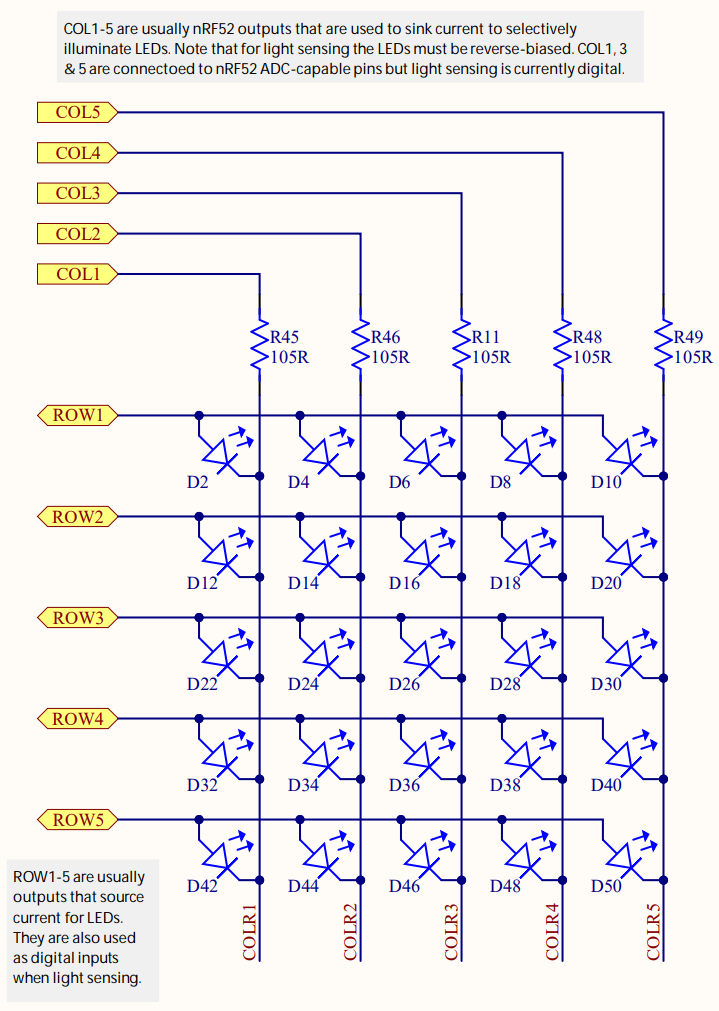 COL1-5 are usually nRF52 outputs that are used to sink current to selectively
illuminate LEDs. Note that for light sensing the LEDs must be reverse-biased. COL1, 3
& 5 are connectoed to nRF52 ADC-capable pins but light sensing is currently digital.
COL5
COL4
COL3
COL2
COL1
R45 R46 R11 R48 R49
105R 105R 105R 105R 105R
ROW1
D2 D4 D6 D8 D10
ROW2
D12 D14 D16 D18 D20
ROW3
D22 D24 D26 D28 D30
ROW4
D32 D34 D36 D38 D40
ROW5
D42 D44 D46 D48 D50
ROW1-5 are usually
outputs that source
current for LEDs.
They are also used
as digital inputs
when light sensing.
COLR1 COLR2 COLR3 COLR4 COLR5